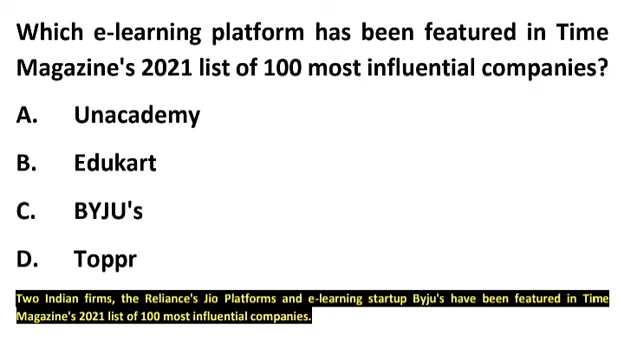 Which e-learning platform has been featured in Time
Magazine's 2021 list of 100 most influential companies?
A. Unacademy
B. Edukart
C. BYJU's
D. Toppr
Two Indian firms, the Reliance's Jio Platforms and e-learning startup Byju's have been featured in Time
Magazine's 2021 list of 100 most influential companies.